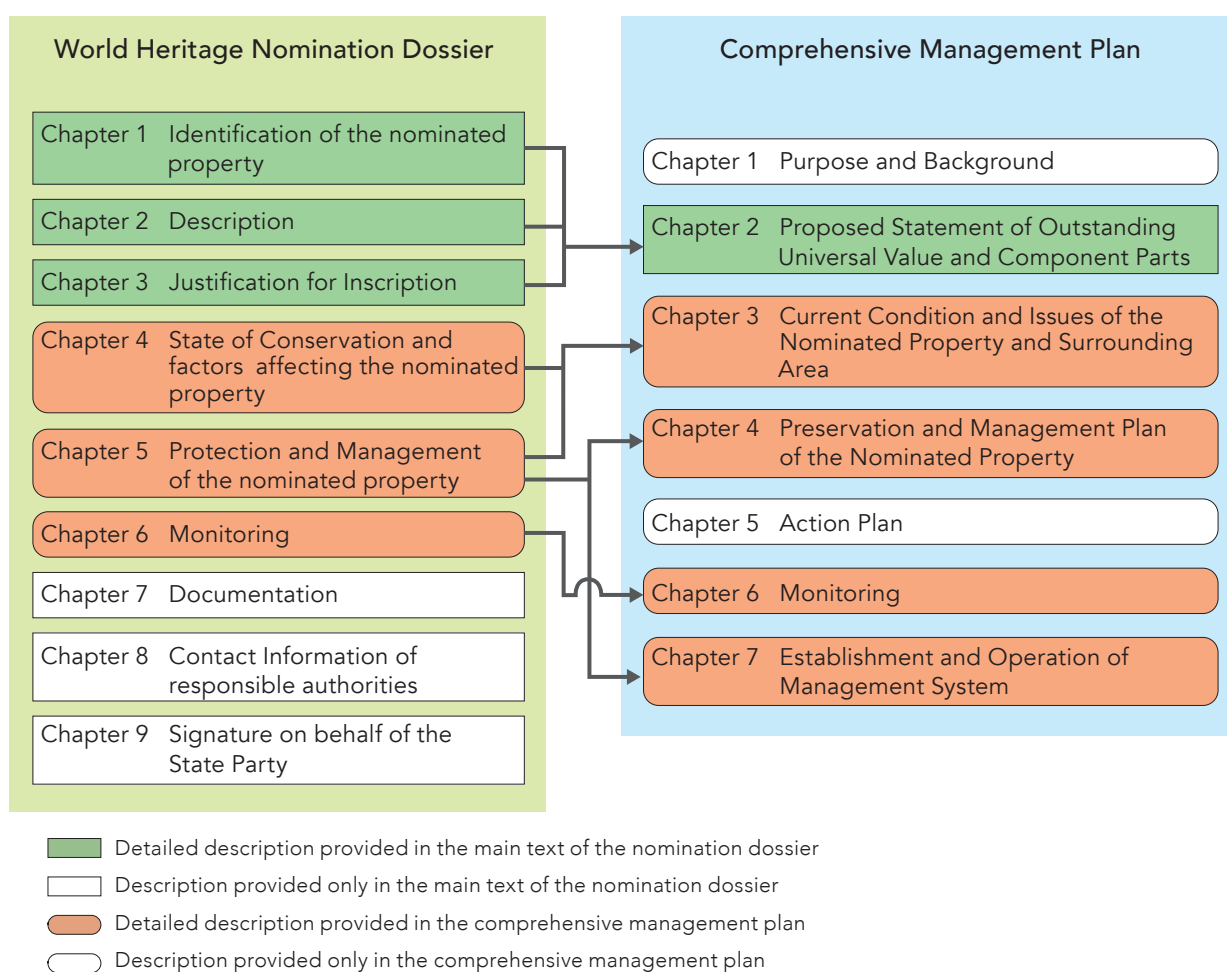 World Heritage Nomination Dossier
Chapter 1 Identification of the nominated
property
Chapter 2 Description
Chapter 3 Justification for Inscription
Chapter 4 State of Conservation and
factors affecting the nominated
property
Chapter 5 Protection and Management
of the nominated property
Chapter 6 Monitoring
Chapter 7 Documentation
Chapter 8 Contact Information of
responsible authorities
Chapter 9 Signature on behalf of the
State Party
Comprehensive Management Plan
Chapter 1 Purpose and Background
Chapter 2 Proposed Statement of Outstanding
Universal Value and Component Parts
Chapter 3 Current Condition and Issues of the
Nominated Property and Surrounding
Area
Chapter 4 Preservation and Management Plan
of the Nominated Property
Chapter 5 Action Plan
Chapter 6 Monitoring
Chapter 7 Establishment and Operation of
Management System
Detailed description provided in the main text of the nomination dossier
Description provided only in the main text of the nomination dossier
Detailed description provided in the comprehensive management plan
Description provided only in the comprehensive management plan